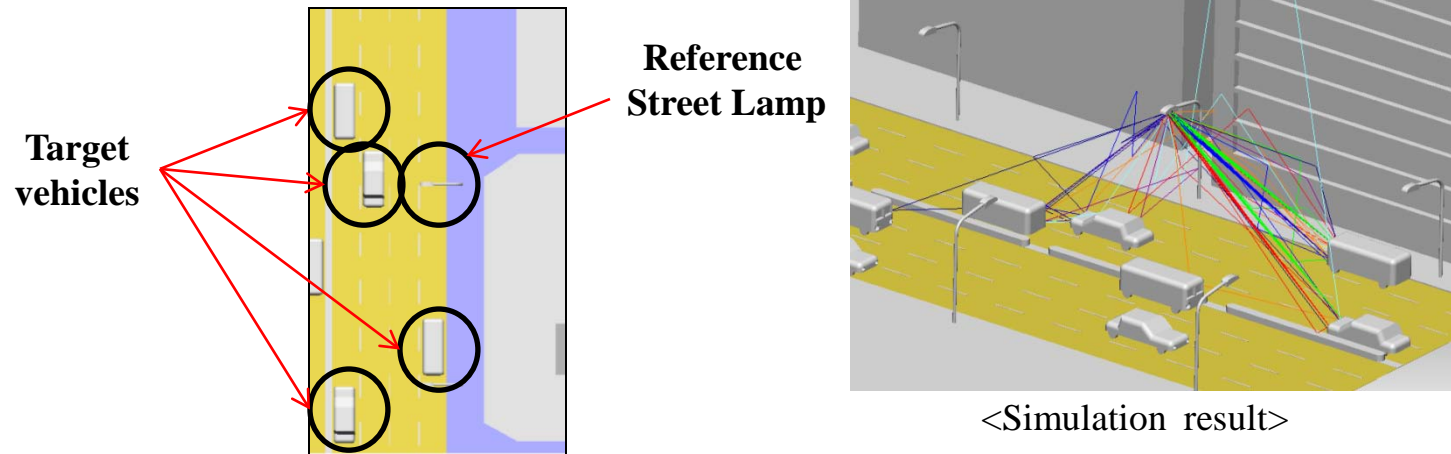 Target
vehicles
Reference
Street Lamp
<Simulation result>